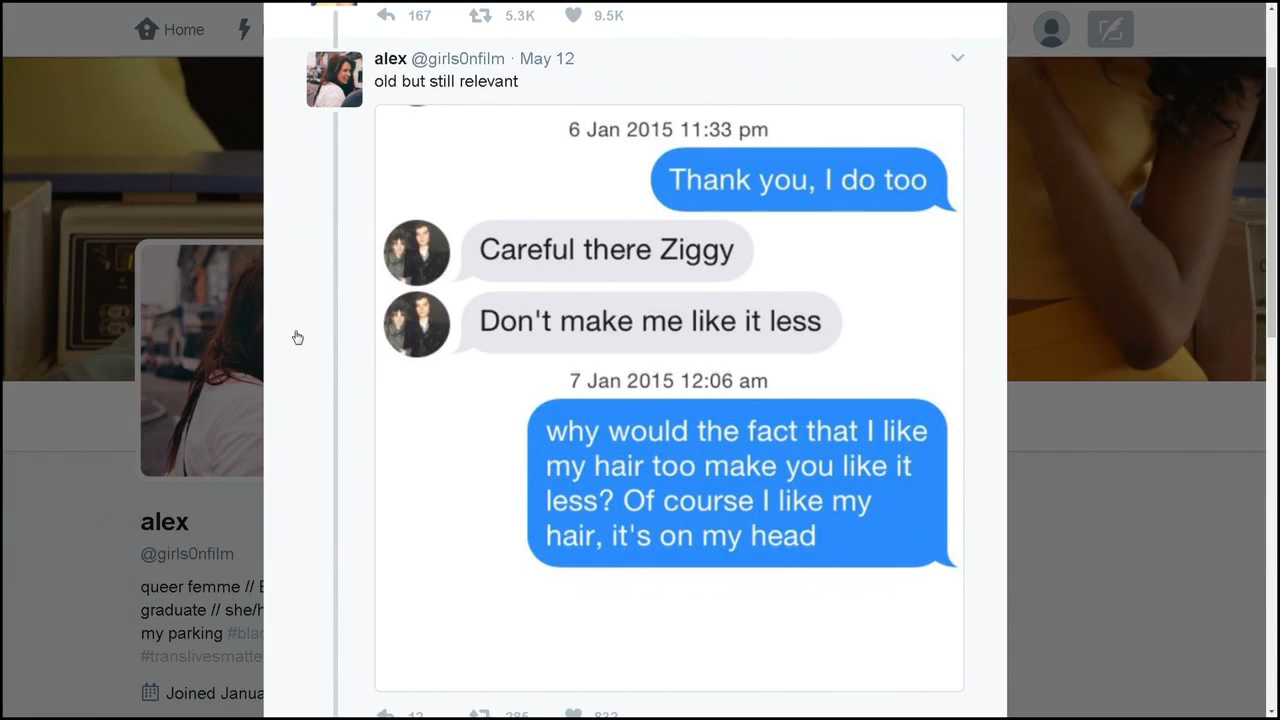 Home
167 5.3K 9.5K
alex @girls0nfilm · May 12
old but still relevant
6 Jan 2015 11:33 pm
Thank you, I do too
Careful there Ziggy
Don't make me like it less
7 Jan 2015 12:06 am
why would the fact that I like
my hair too make you like it
less? Of course I like my
hair, it's on my head
alex
@girls0nfilm
queer femme //
graduate // she/h
my parking #blac
#translivesmatte
Joined Janua
12 285 832